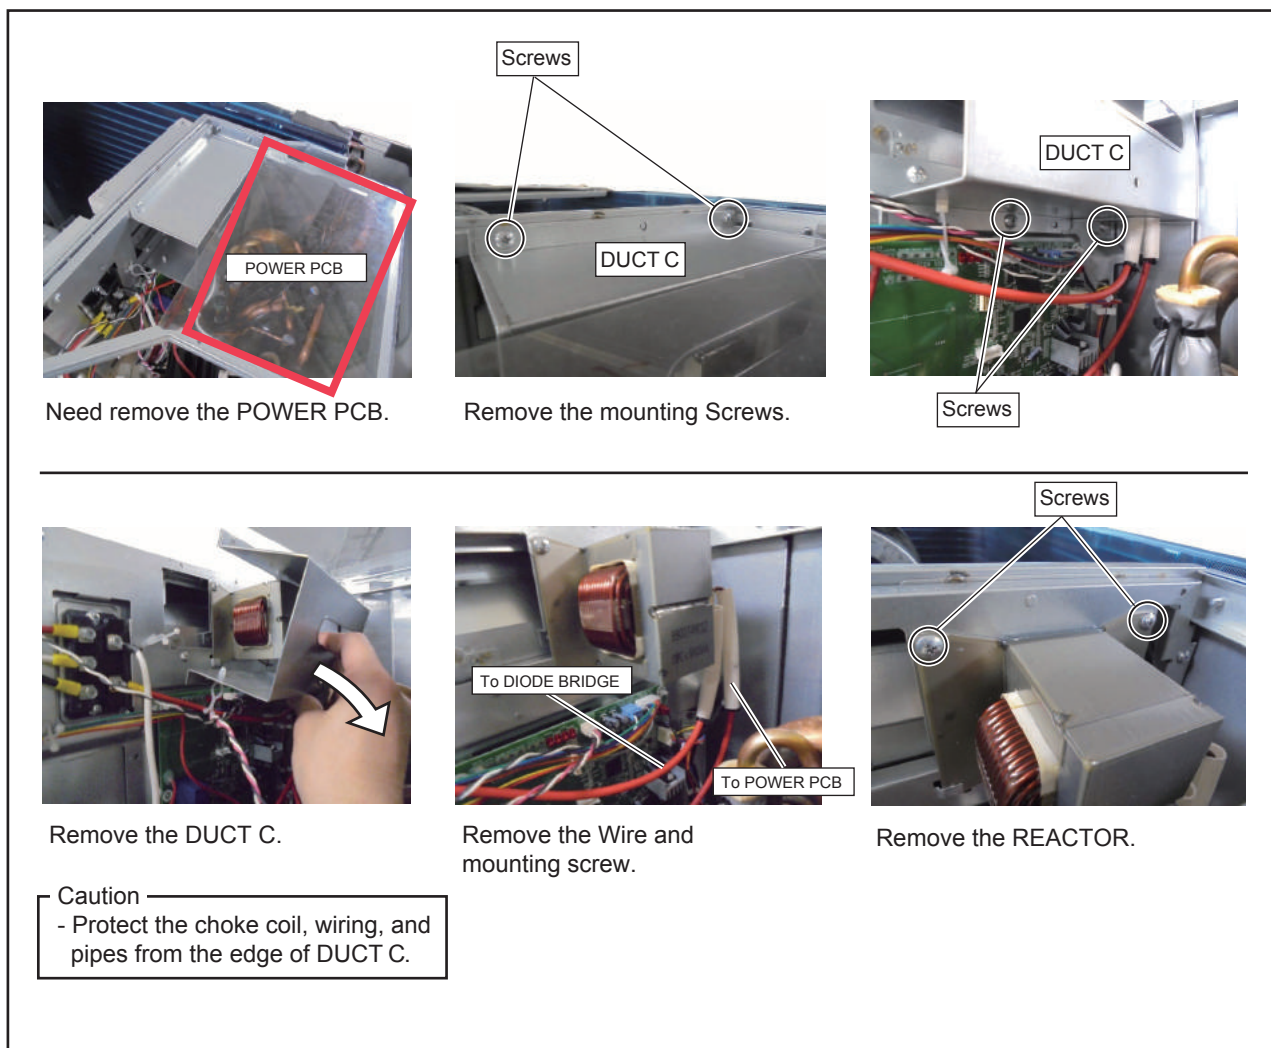 Screws
POWER PCB
DUCT C
DUCT C
Screws
Need remove the POWER PCB.
Remove the mounting Screws.
Screws
To DIODE BRIDGE
To POWER PCB
Remove the DUCT C.
Remove the Wire and
mounting screw.
Remove the REACTOR.
Caution
- Protect the choke coil, wiring, and
pipes from the edge of DUCT C.